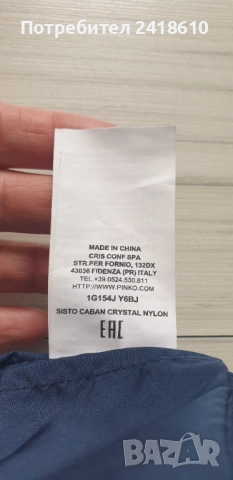 Потребител 2418610
MADE IN CHINA
CRIS CONF SPA
STR.PER FORNIO, 132DX
43036 FIDENZA (PR) ITALY
TEL.+39 0524.530.811
HTTP://WWW.PINKO.COM
1G154J Y6BJ
SISTO CABAN CRYSTAL NYLON
EAC
BAZAR